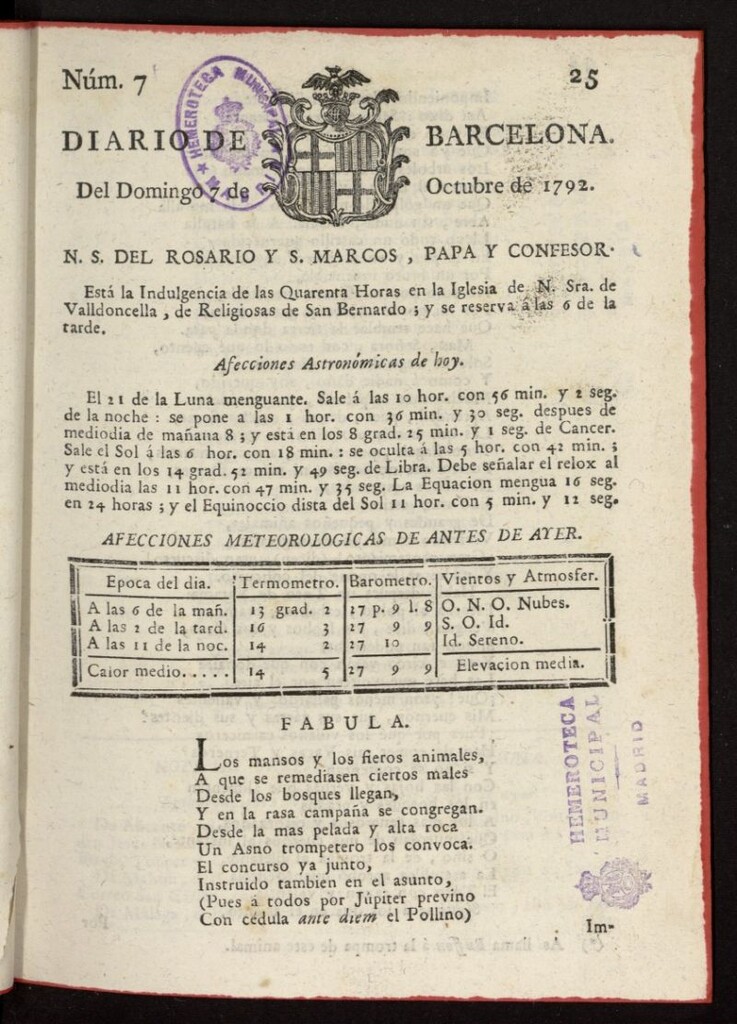 Núm. 7
25
DIARIO DE BARCELONA.
Del Domingo 7 de Octubre de 1792.
N. S. DEL ROSARIO Y S. MARCOS , PAPA Y CONFESOR.
Está la Indulgencia de las Quarenta Horas en la Iglesia de N. Sra. de
Valldoncella , de Religiosas de San Bernardo ; y se reserva á las 6 de la
tarde.
Afecciones Astronómicas de hoy.
El 21 de la Luna menguante. Sale á las 10 hor. con 56 min. y 2 seg.
de la noche : se pone a las 1 hor. con 36 min. y 30 seg. despues de
mediodia de mañana 8 ; y está en los 8 grad. 25 min. y 1 seg. de Cancer.
Sale el Sol á las 6 hor. con 18 min. : se oculta á las 5 hor. con 42 min. ;
y está en los 14 grad. 52 min. y 49 seg. de Libra. Debe señalar el relox al
mediodia las 11 hor. con 47 min. y 35 seg. La Equacion mengua 16 seg.
en 24 horas ; y el Equinoccio dista del Sol 11 hor. con 5 min. y 12 seg.
AFECCIONES METEOROLOGICAS DE ANTES DE AYER.
Epoca del dia. Termometro. Barometro. Vientos y Atmosfer.
A las 6 de la mañ. 13 grad. 2 27 p. 9 l. 8 O. N. O. Nubes.
A las 2 de la tard. 16 3 27 9 9 S. O. Id.
A las 11 de la noc. 14 2 27 10 Id. Sereno.
Calor medio..... 14 5 27 9 9 Elevacion media.
FABULA.
Los mansos y los fieros animales,
A que se remediasen ciertos males
Desde los bosques llegan,
Y en la rasa campaña se congregan.
Desde la mas pelada y alta roca
Un Asno trompetero los convoca.
El concurso ya junto,
Instruido tambien en el asunto,
(Pues á todos por Júpiter previno
Con cédula ante diem el Pollino)
Im-
HEMEROTECA MUNICIPAL
HEMEROTECA
MUNICIPAL
MADRID